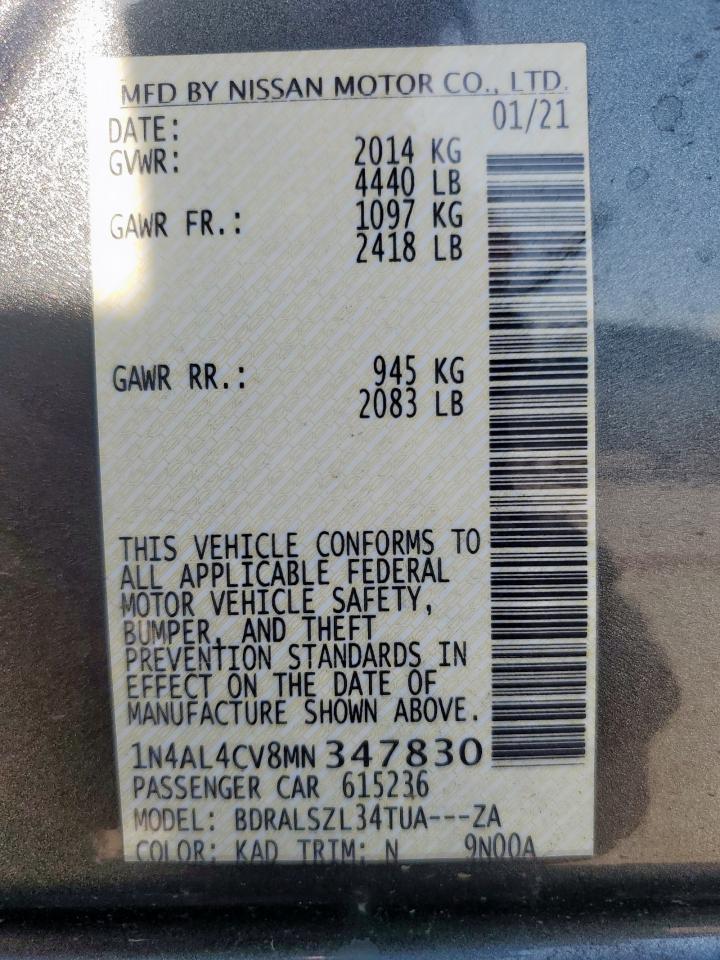 MFD BY NISSAN MOTOR CO., LTD.
DATE: 01/21
GVWR: 2014 KG
4440 LB
GAWR FR.: 1097 KG
2418 LB
GAWR RR.: 945 KG
2083 LB
THIS VEHICLE CONFORMS TO
ALL APPLICABLE FEDERAL
MOTOR VEHICLE SAFETY,
BUMPER, AND THEFT
PREVENTION STANDARDS IN
EFFECT ON THE DATE OF
MANUFACTURE SHOWN ABOVE.
1N4AL4CV8MN347830
PASSENGER CAR 615236
MODEL: BDRALSZL34TUA---ZA
COLOR: KAD TRIM: N 9N00A